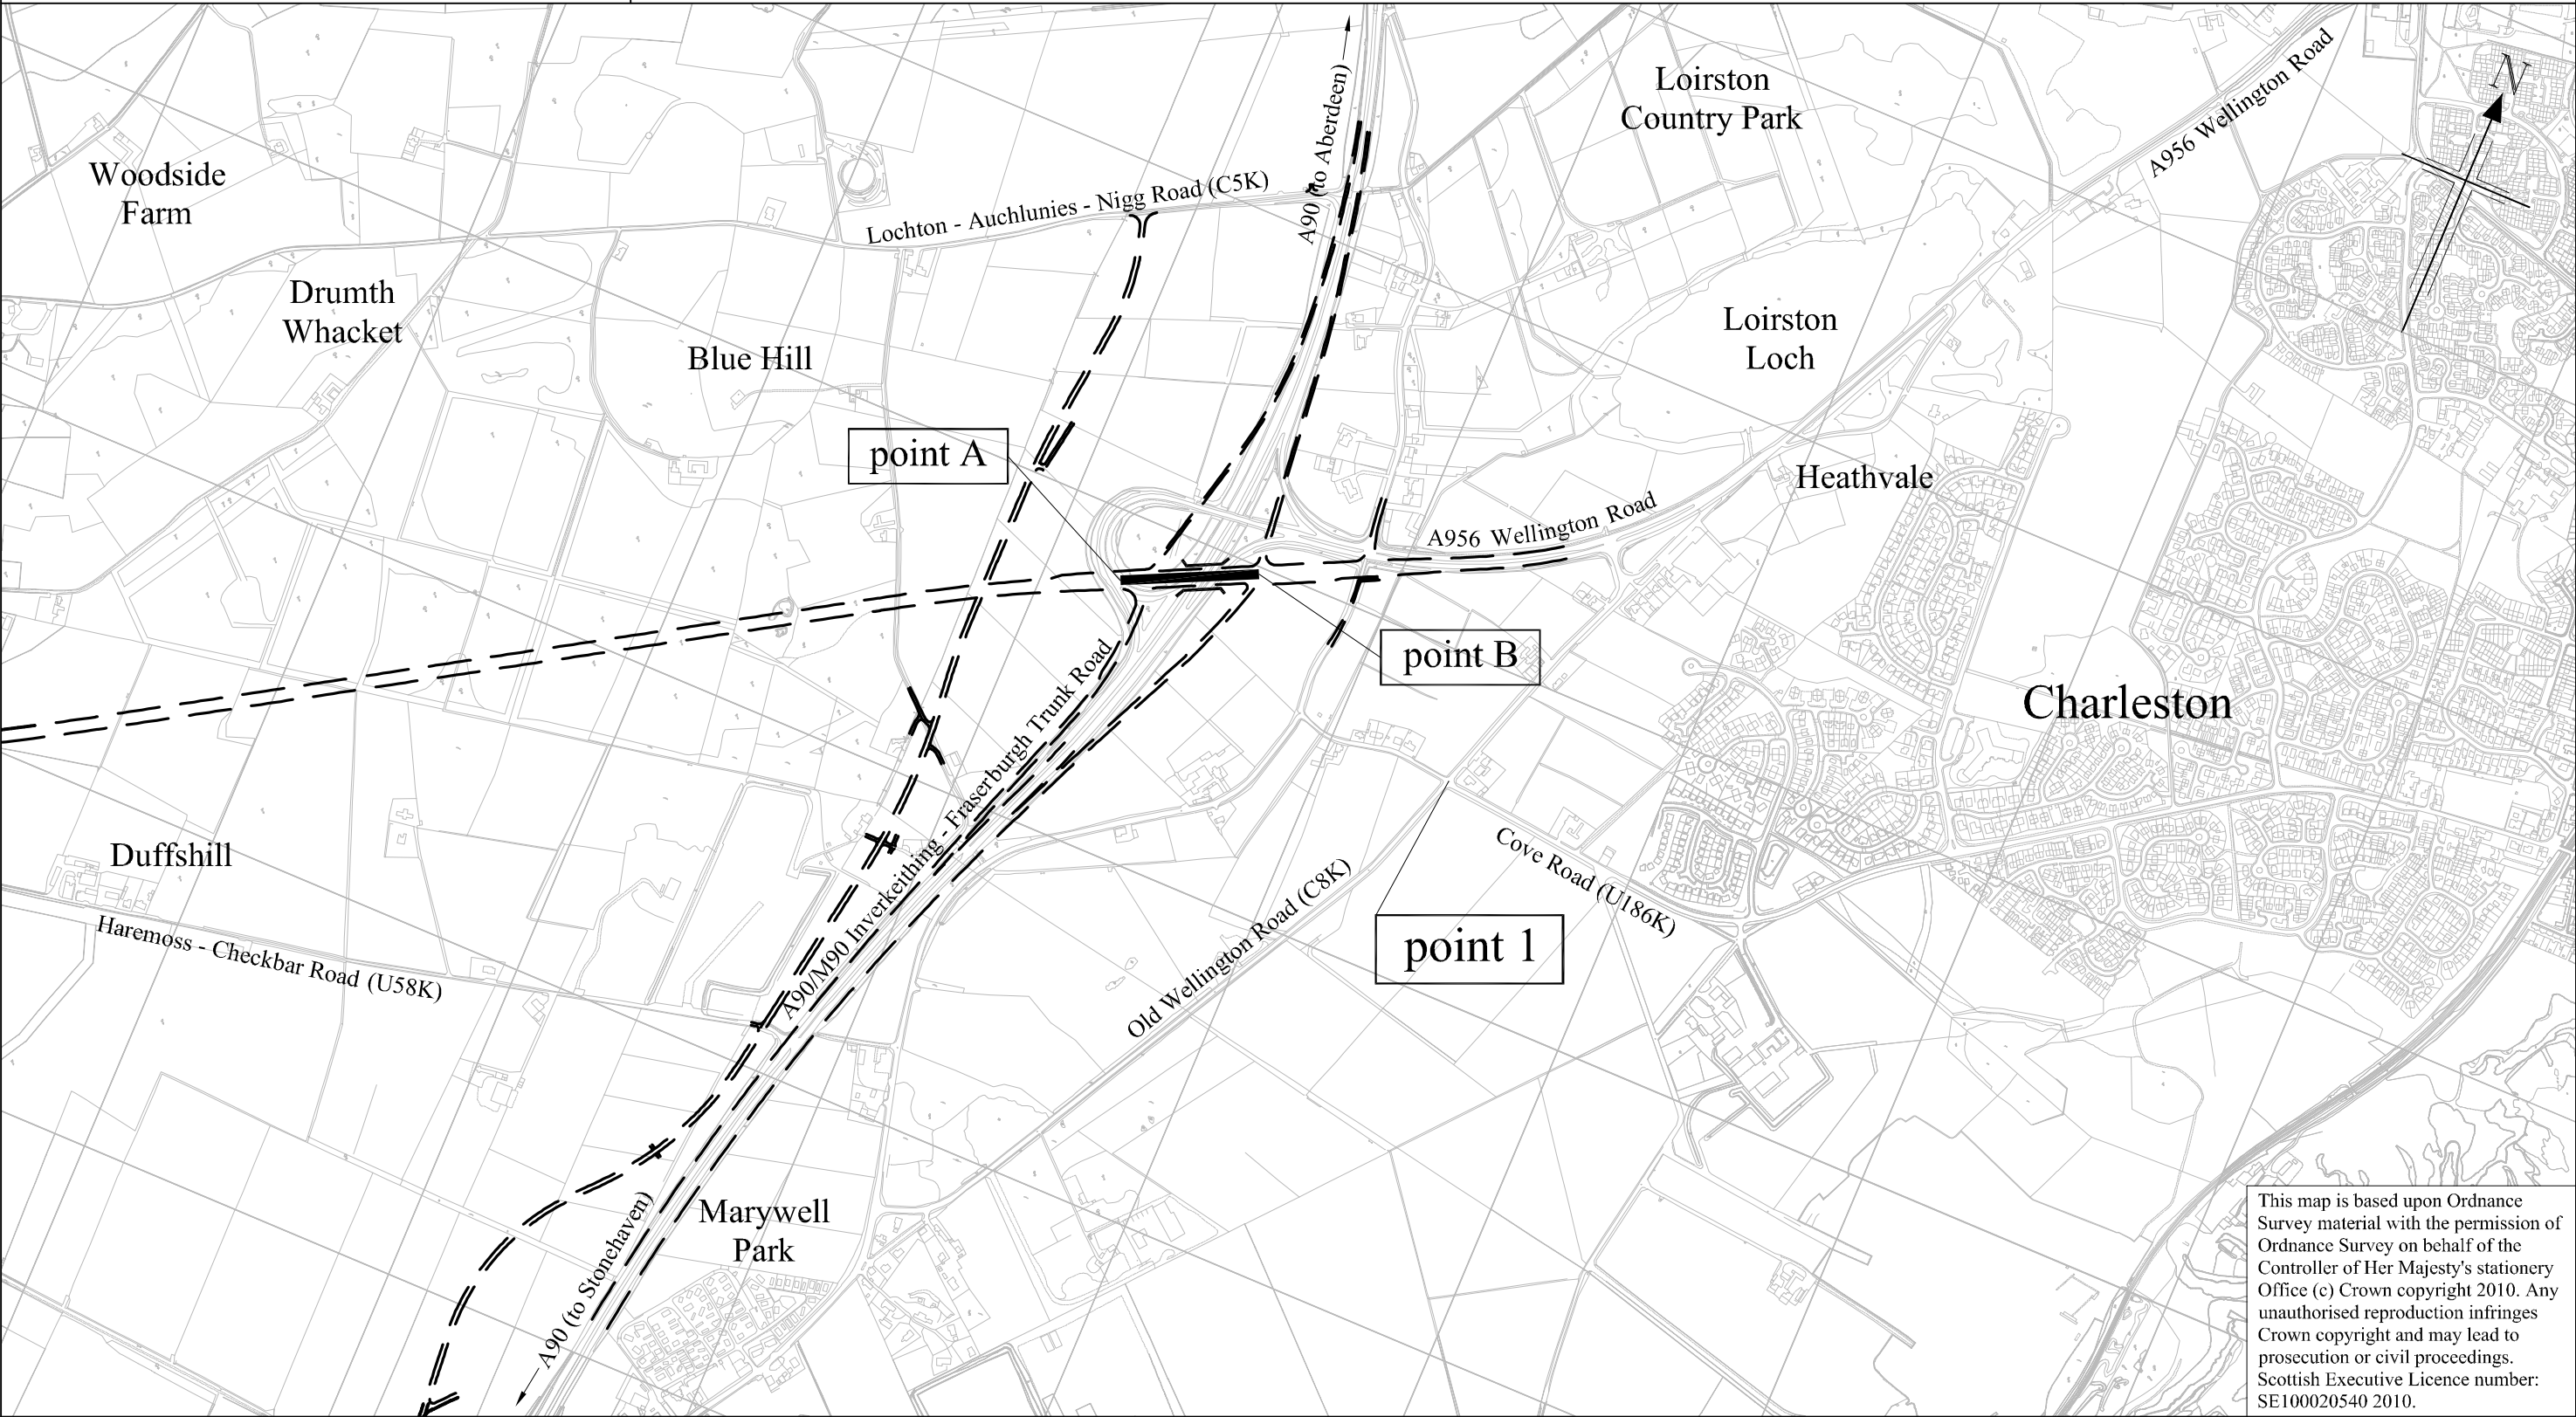 A90 (to Aberdeen)
Loirston
Country Park
A956 Wellington Road
N
Woodside
Farm
Lochton - Auchlunies - Nigg Road (C5K)
Drumth
Whacket
Blue Hill
Loirston
Loch
point A
Heathvale
A956 Wellington Road
point B
Charleston
A90/M90 Inverkeithing - Fraserburgh Trunk Road
Duffshill
Cove Road (U186K)
Haremoss - Checkbar Road (U58K)
Old Wellington Road (C8K)
point 1
Marywell
Park
A90 (to Stonehaven)
This map is based upon Ordnance
Survey material with the permission of
Ordnance Survey on behalf of the
Controller of Her Majesty's stationery
Office (c) Crown copyright 2010. Any
unauthorised reproduction infringes
Crown copyright and may lead to
prosecution or civil proceedings.
Scottish Executive Licence number:
SE100020540 2010.